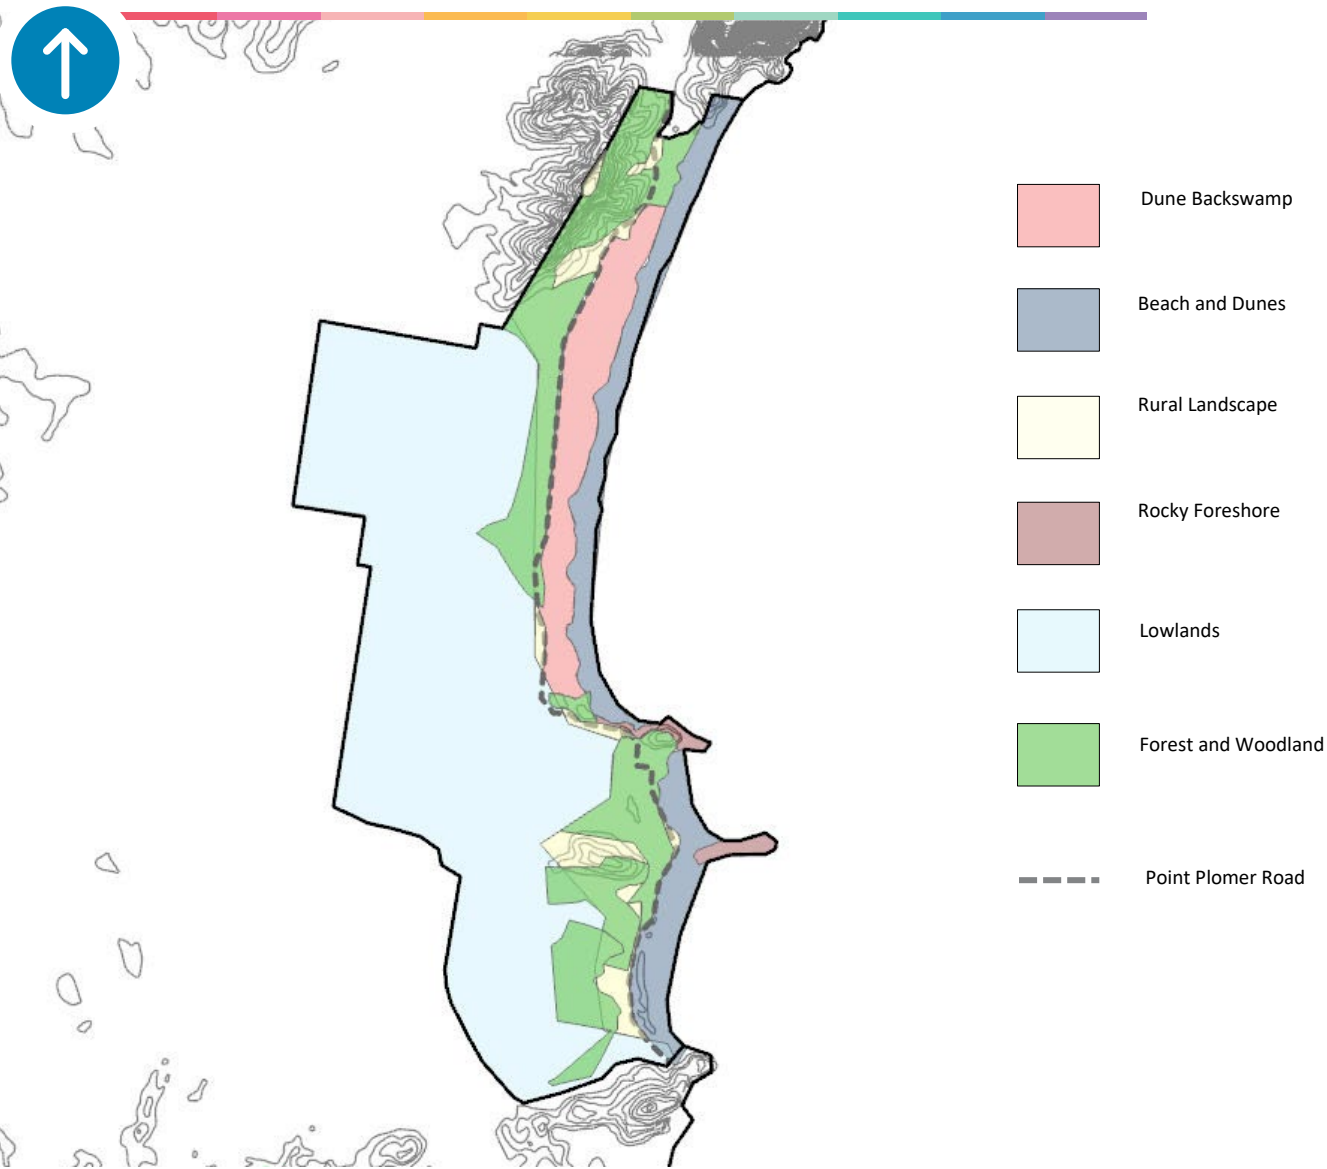 Dune Backswamp
Beach and Dunes
Rural Landscape
Rocky Foreshore
Lowlands
Forest and Woodland
Point Plomer Road